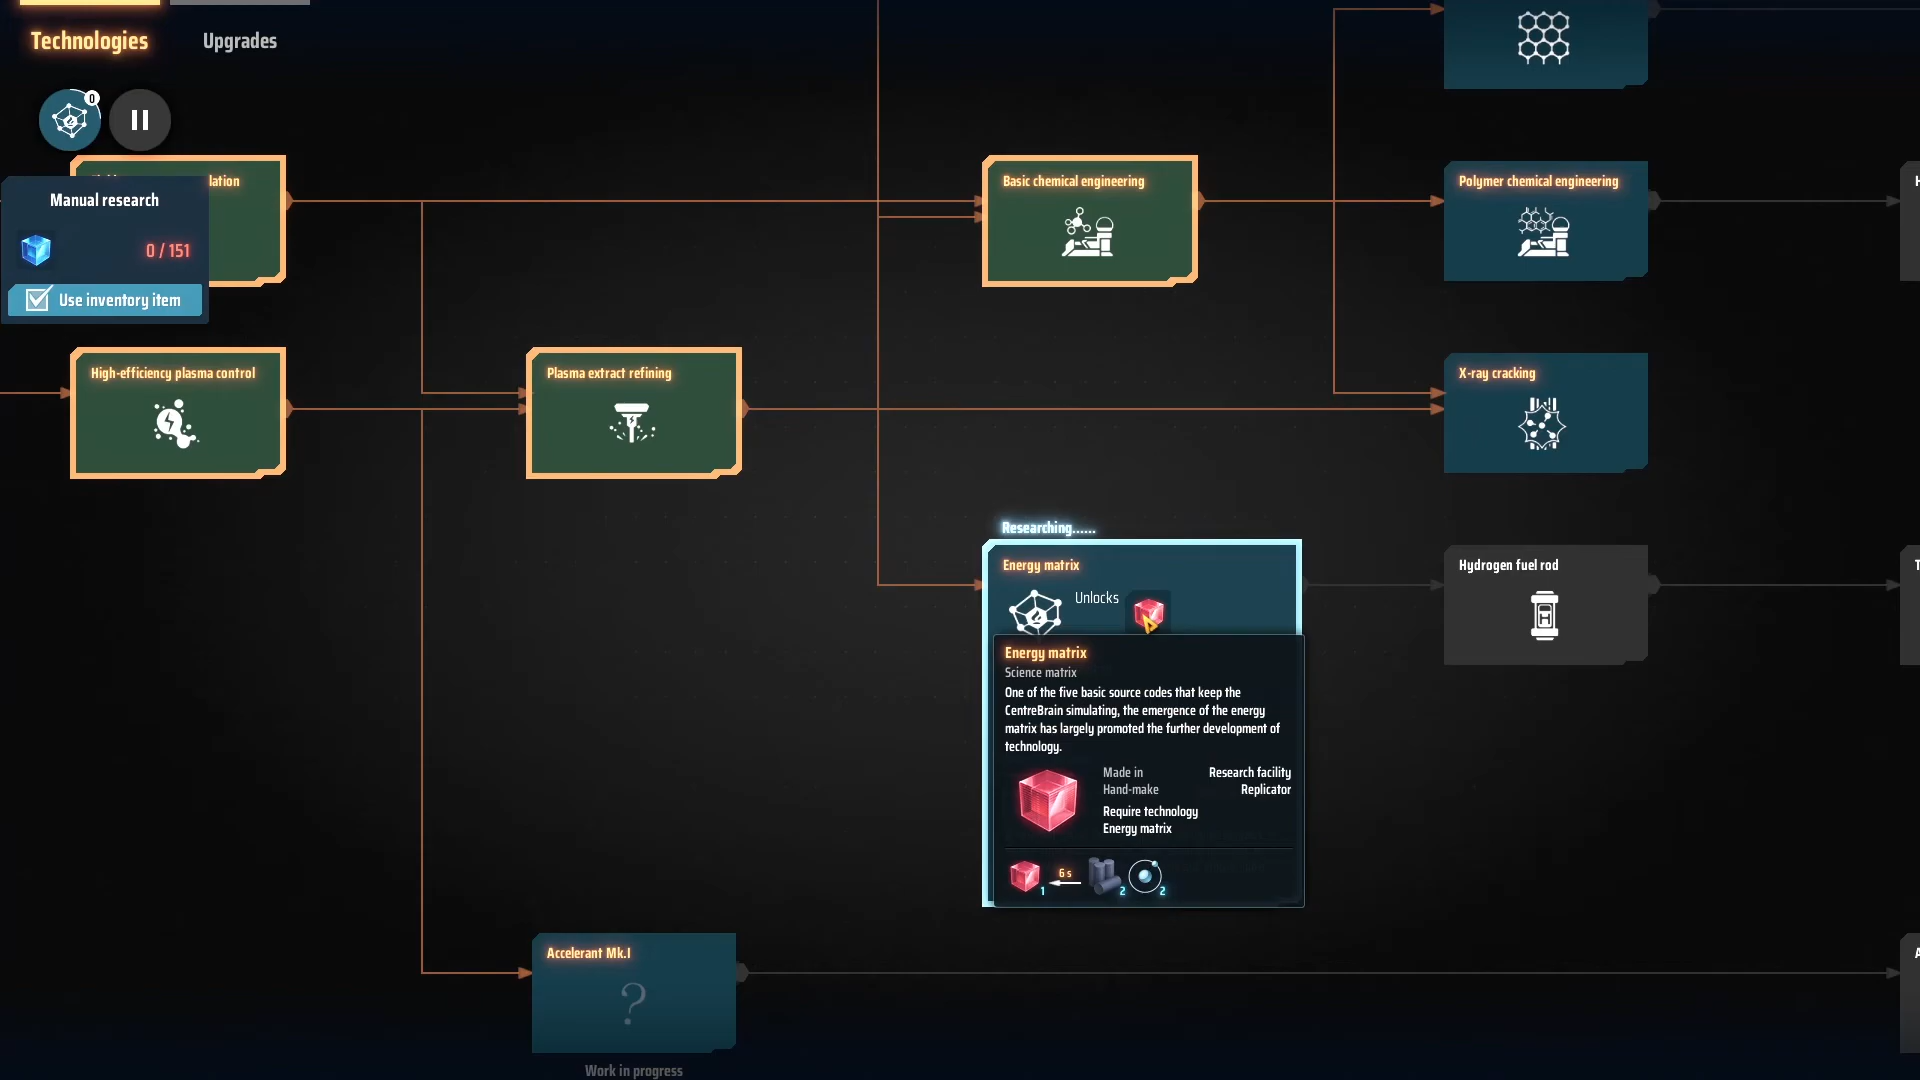 Technologies
Upgrades
0
lation
Manual research
0 / 151
Use inventory item
Basic chemical engineering
Polymer chemical engineering
High-efficiency plasma control
Plasma extract refining
X-ray cracking
Researching......
Energy matrix
Unlocks
Hydrogen fuel rod
Energy matrix
Science matrix
One of the five basic source codes that keep the
CentreBrain simulating, the emergence of the energy
matrix has largely promoted the further development of
technology.
Made in Research facility
Hand-make Replicator
Require technology
Energy matrix
1 6 s 2 2
Accelerant Mk.I
?
Work in progress